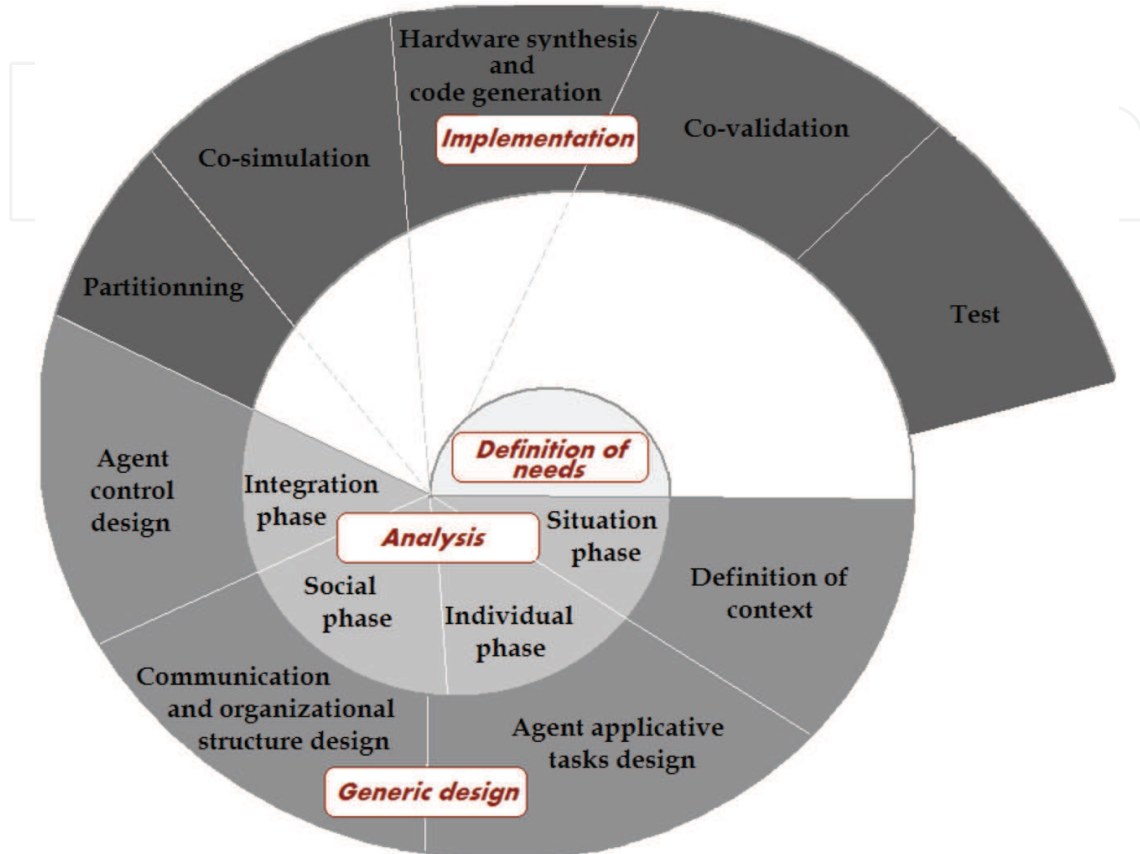 Hardware synthesis
and
code generation
Implementation
Co-validation
Co-simulation
Partitionning
Test
Definition of
needs
Agent
control
design
Integration
phase
Analysis
Situation
phase
Social
phase
Individual
phase
Definition of
context
Communication
and organizational
structure design
Agent applicative
tasks design
Generic design